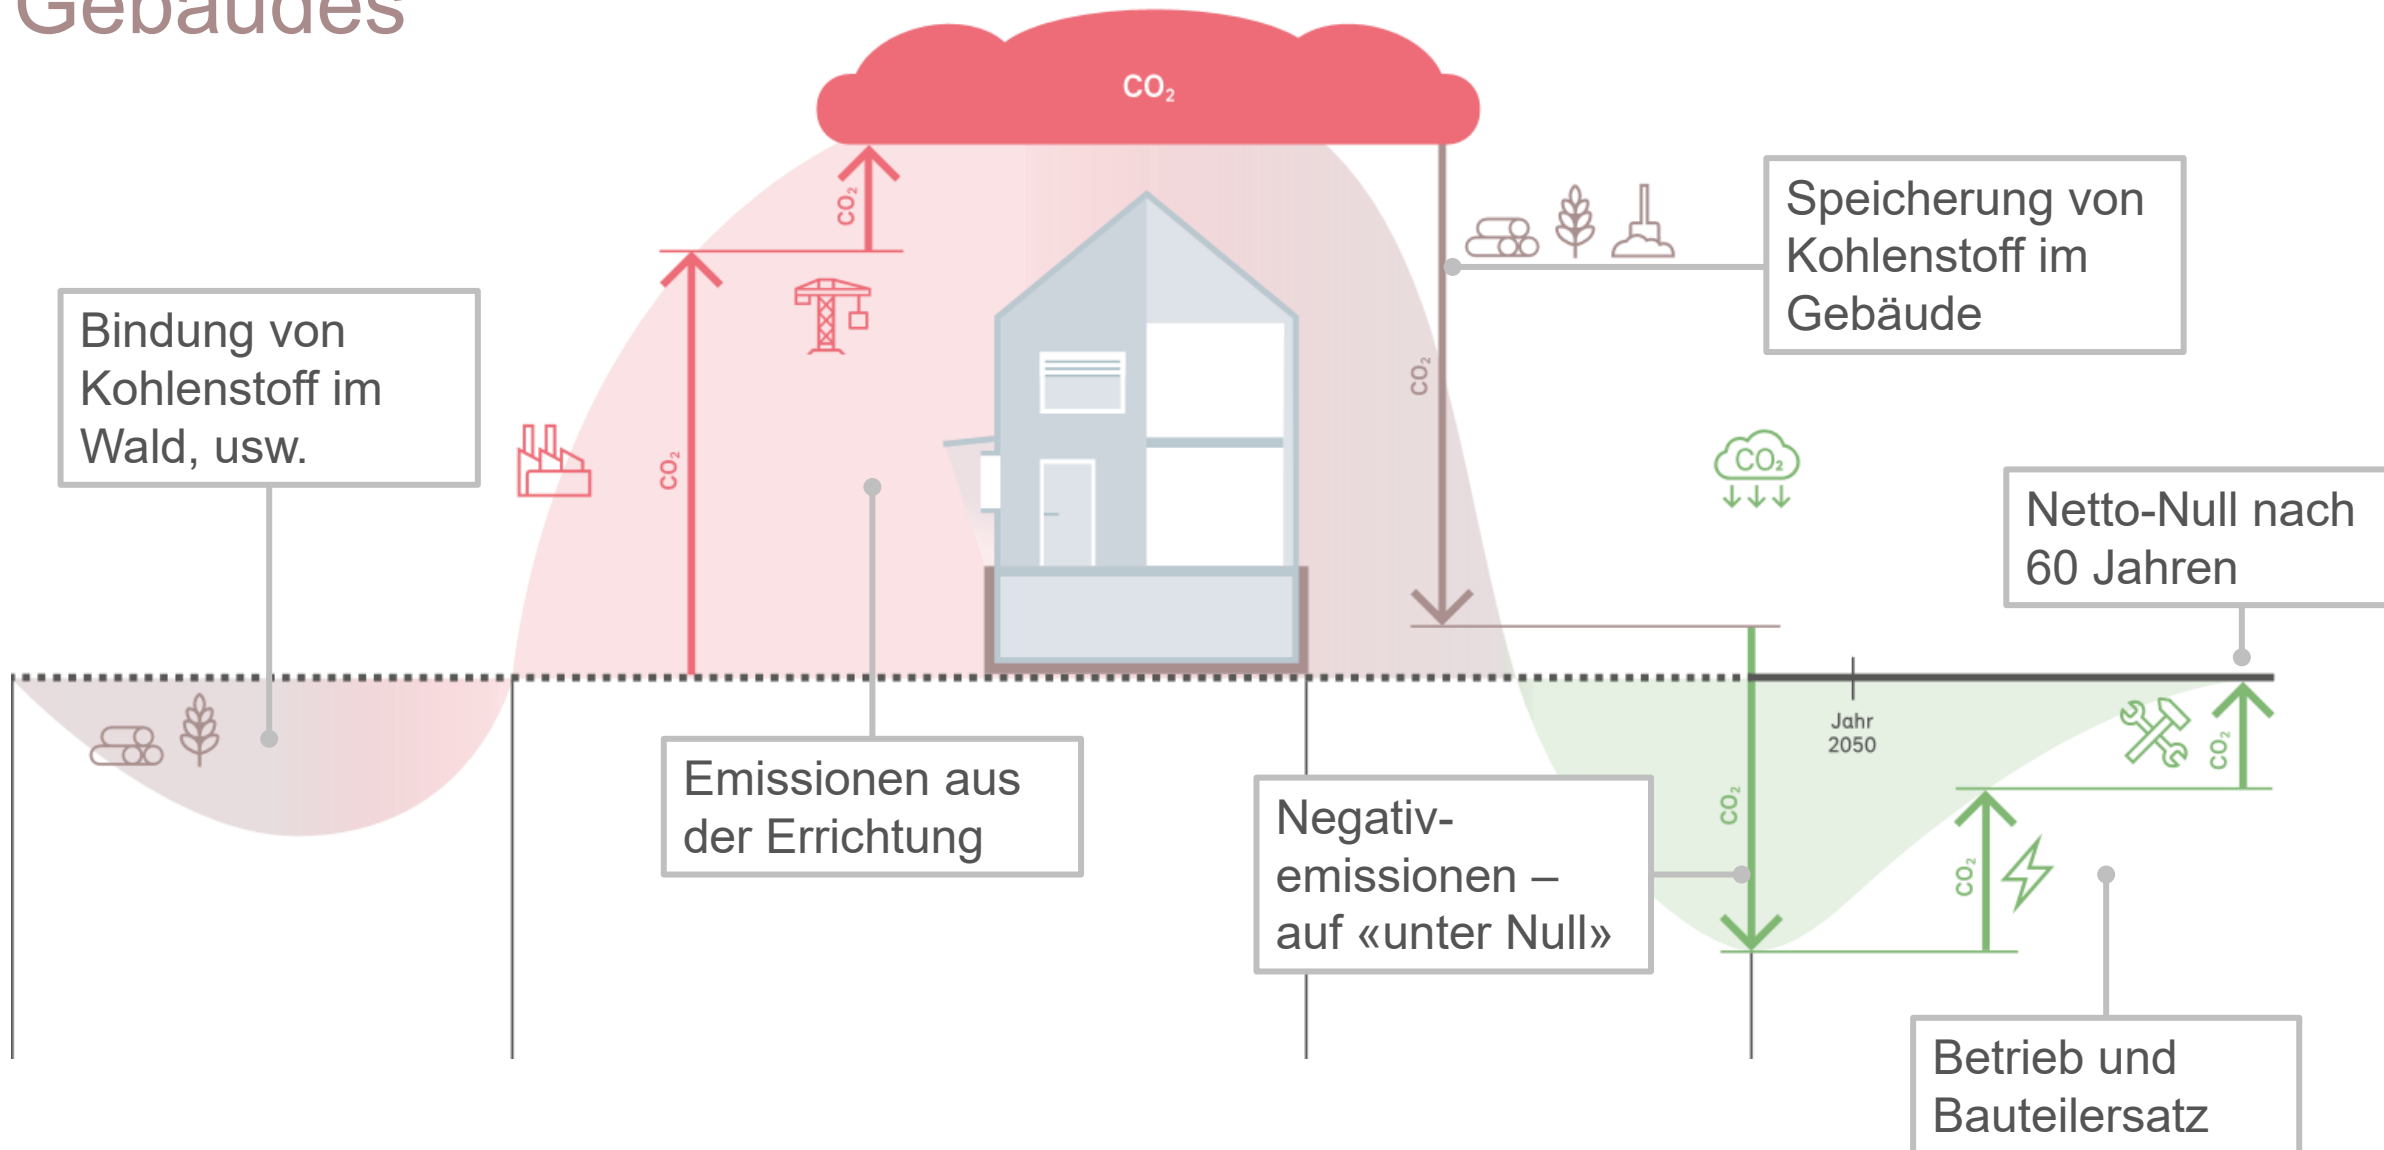 Gebäudes
CO₂
CO₂
Speicherung von
Kohlenstoff im
Gebäude
Bindung von
Kohlenstoff im
Wald, usw.
CO₂
CO₂
CO₂
Netto-Null nach
60 Jahren
Jahr
2050
Emissionen aus
der Errichtung
Negativ-
emissionen –
auf «unter Null»
CO₂
CO₂
CO₂
Betrieb und
Bauteilersatz